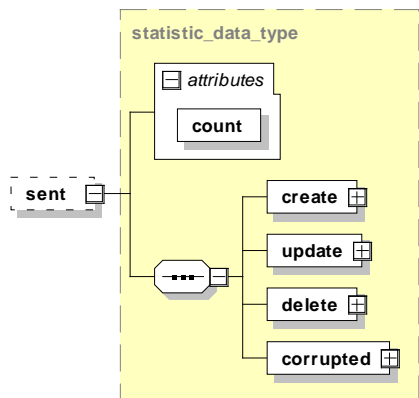 statistic_data_type
attributes
count
sent
create
update
delete
corrupted